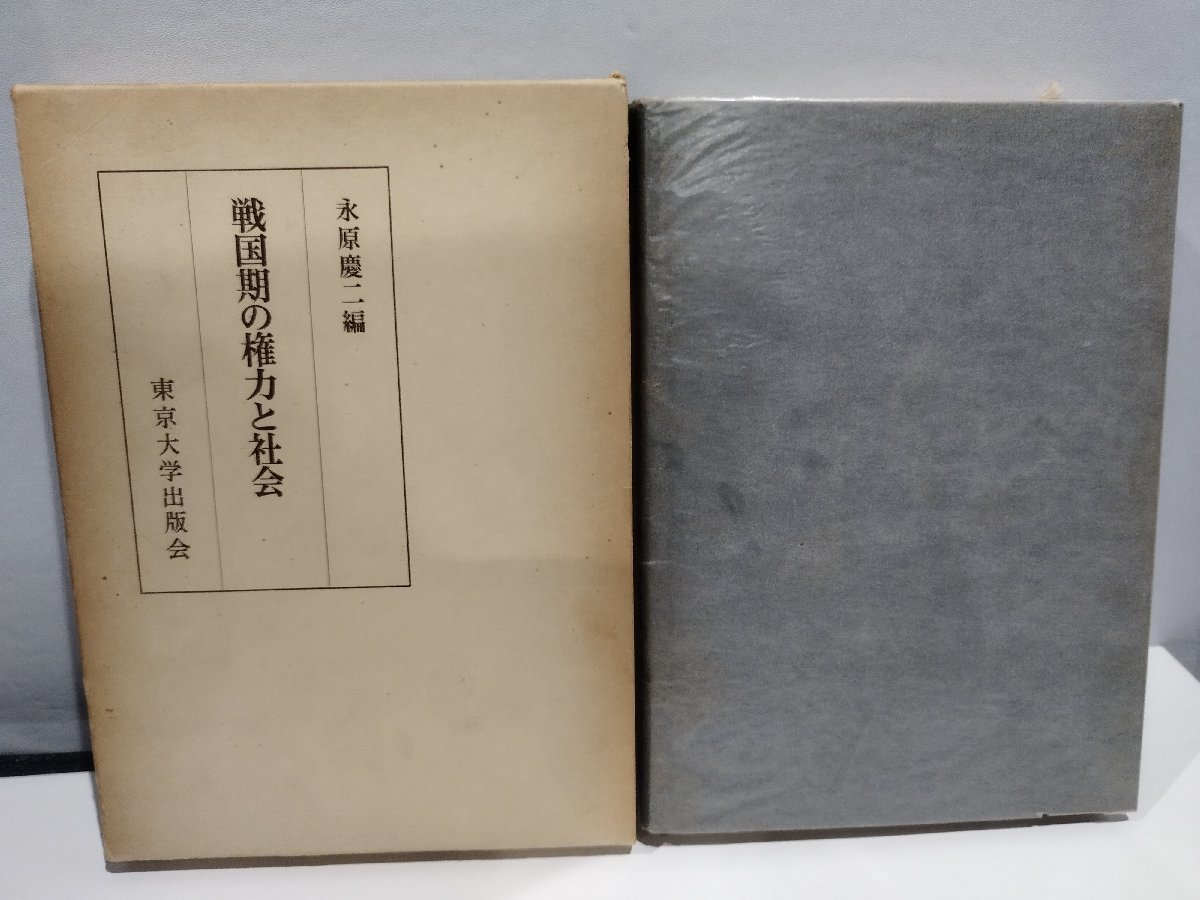 永原慶二編
戦国期の権力と社会
東京大学出版会